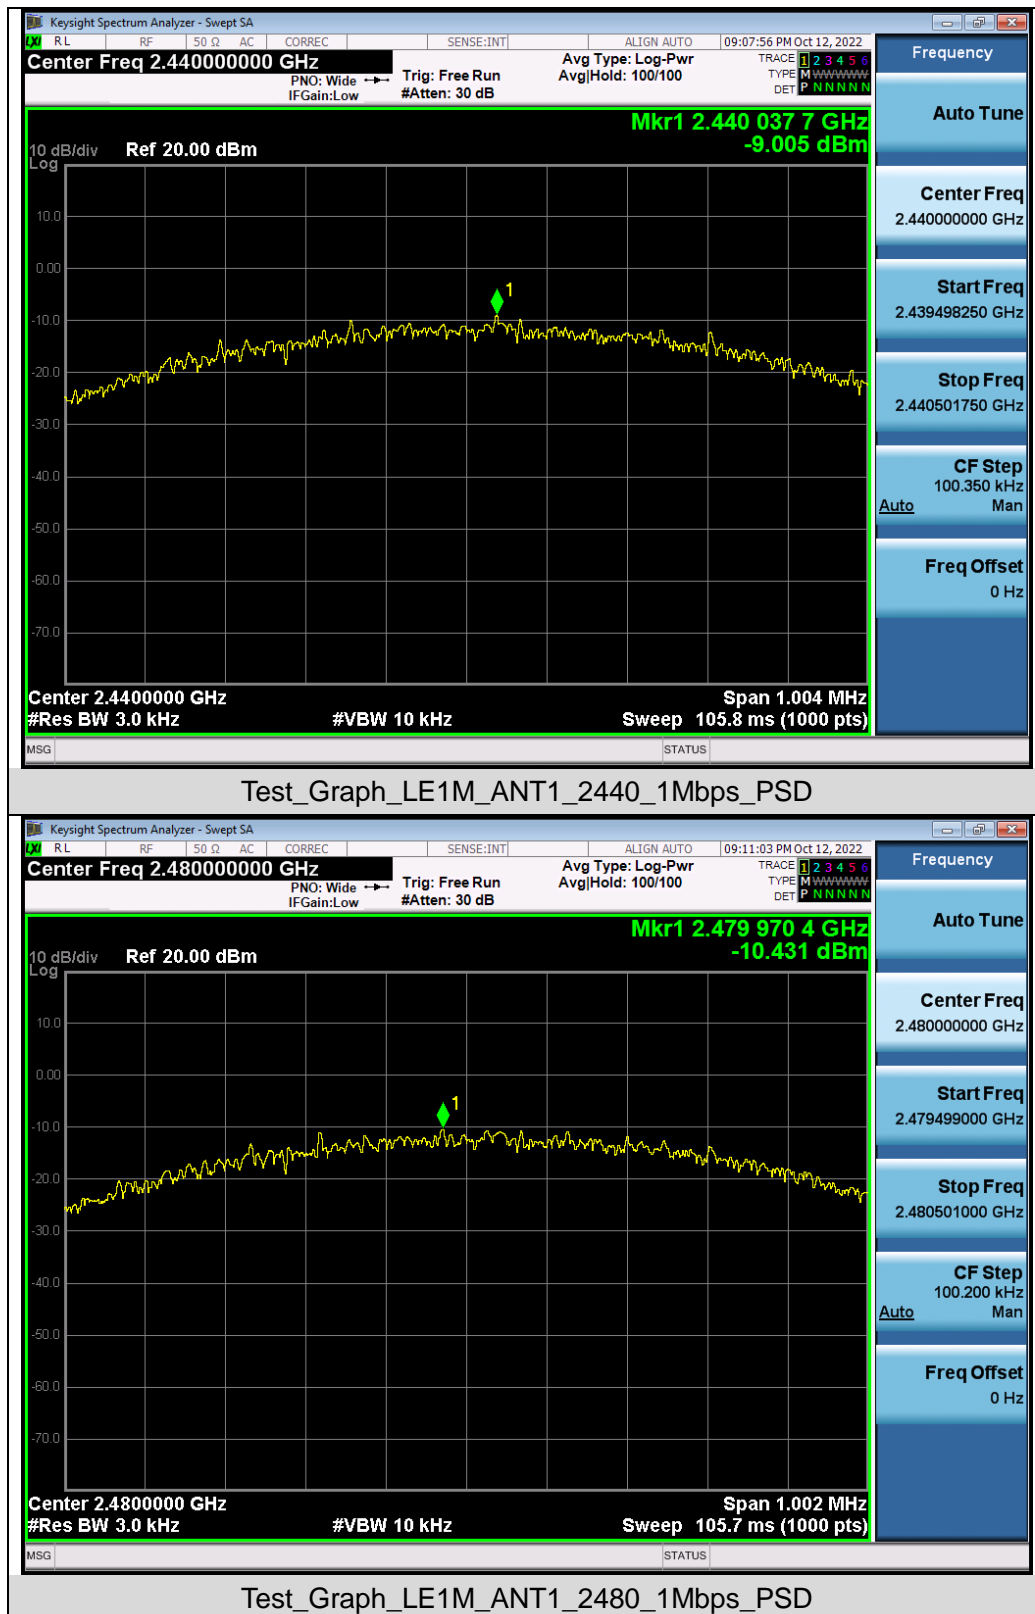 Keysight Spectrum Analyzer - Swept SA
LXI RL RF 50 Ω AC CORREC SENSE:INT ALIGN AUTO 09:07:56 PM Oct 12, 2022
Center Freq 2.440000000 GHz
PNO: Wide
IFGain:Low
Trig: Free Run
#Atten: 30 dB
Avg Type: Log-Pwr
Avg|Hold: 100/100
TRACE 1 2 3 4 5 6
TYPE M WWWWW
DET P N N N N N
Mkr1 2.440 037 7 GHz
-9.005 dBm
10 dB/div Ref 20.00 dBm
Log
10.0
0.00
-10.0
-20.0
-30.0
-40.0
-50.0
-60.0
-70.0
1
Center 2.4400000 GHz Span 1.004 MHz
#Res BW 3.0 kHz #VBW 10 kHz Sweep 105.8 ms (1000 pts)
MSG STATUS
Frequency
Auto Tune
Center Freq
2.440000000 GHz
Start Freq
2.439498250 GHz
Stop Freq
2.440501750 GHz
CF Step
100.350 kHz
Auto Man
Freq Offset
0 Hz
Test_Graph_LE1M_ANT1_2440_1Mbps_PSD
Keysight Spectrum Analyzer - Swept SA
LXI RL RF 50 Ω AC CORREC SENSE:INT ALIGN AUTO 09:11:03 PM Oct 12, 2022
Center Freq 2.480000000 GHz
PNO: Wide
IFGain:Low
Trig: Free Run
#Atten: 30 dB
Avg Type: Log-Pwr
Avg|Hold: 100/100
TRACE 1 2 3 4 5 6
TYPE M WWWWW
DET P N N N N N
Mkr1 2.479 970 4 GHz
-10.431 dBm
10 dB/div Ref 20.00 dBm
Log
10.0
0.00
-10.0
-20.0
-30.0
-40.0
-50.0
-60.0
-70.0
1
Center 2.4800000 GHz Span 1.002 MHz
#Res BW 3.0 kHz #VBW 10 kHz Sweep 105.7 ms (1000 pts)
MSG STATUS
Frequency
Auto Tune
Center Freq
2.480000000 GHz
Start Freq
2.479499000 GHz
Stop Freq
2.480501000 GHz
CF Step
100.200 kHz
Auto Man
Freq Offset
0 Hz
Test_Graph_LE1M_ANT1_2480_1Mbps_PSD